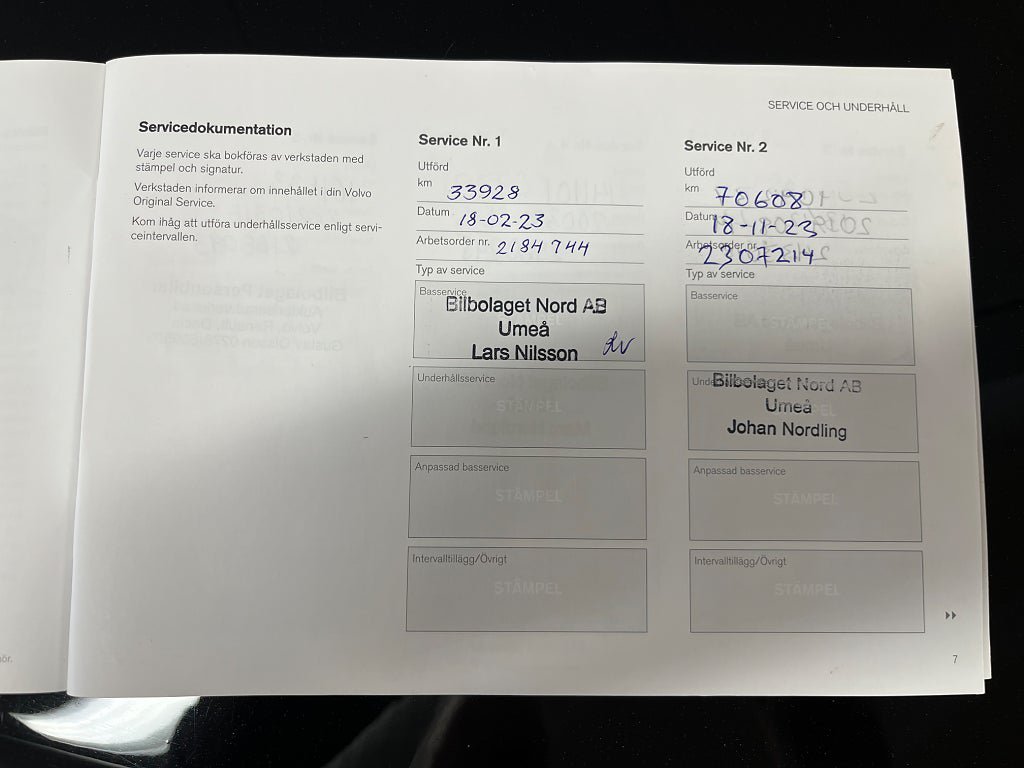 SERVICE OCH UNDERHÅLL
Servicedokumentation
Varje service ska bokföras av verkstaden med
stämpel och signatur.
Verkstaden informerar om innehållet i din Volvo
Original Service.
Kom ihåg att utföra underhållsservice enligt servi-
ceintervallen.
Service Nr. 1
Utförd
km 33928
Datum 18-02-23
Arbetsorder nr. 2184744
Typ av service
Basservice
Bilbolaget Nord AB
Umeå
Lars Nilsson
Underhållsservice
STÄMPEL
Anpassad basservice
STÄMPEL
Intervalltillägg/Övrigt
STÄMPEL
Service Nr. 2
Utförd
km 70608
Datum 18-11-23
Arbetsorder nr. 2307214
Typ av service
Basservice
STÄMPEL
Bilbolaget Nord AB
Umeå
Johan Nordling
Anpassad basservice
STÄMPEL
Intervalltillägg/Övrigt
STÄMPEL
7